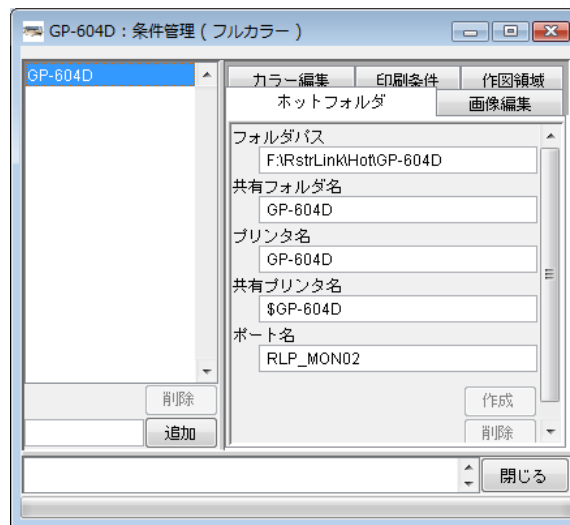 GP-604D：条件管理 ( フルカラー )
GP-604D
カラー編集
印刷条件
作図領域
ホットフォルダ
画像編集
フォルダパス
F:\RstrLink\Hot\GP-604D
共有フォルダ名
GP-604D
プリンタ名
GP-604D
共有プリンタ名
$GP-604D
ポート名
RLP_MON02
削除
追加
作成
削除
閉じる